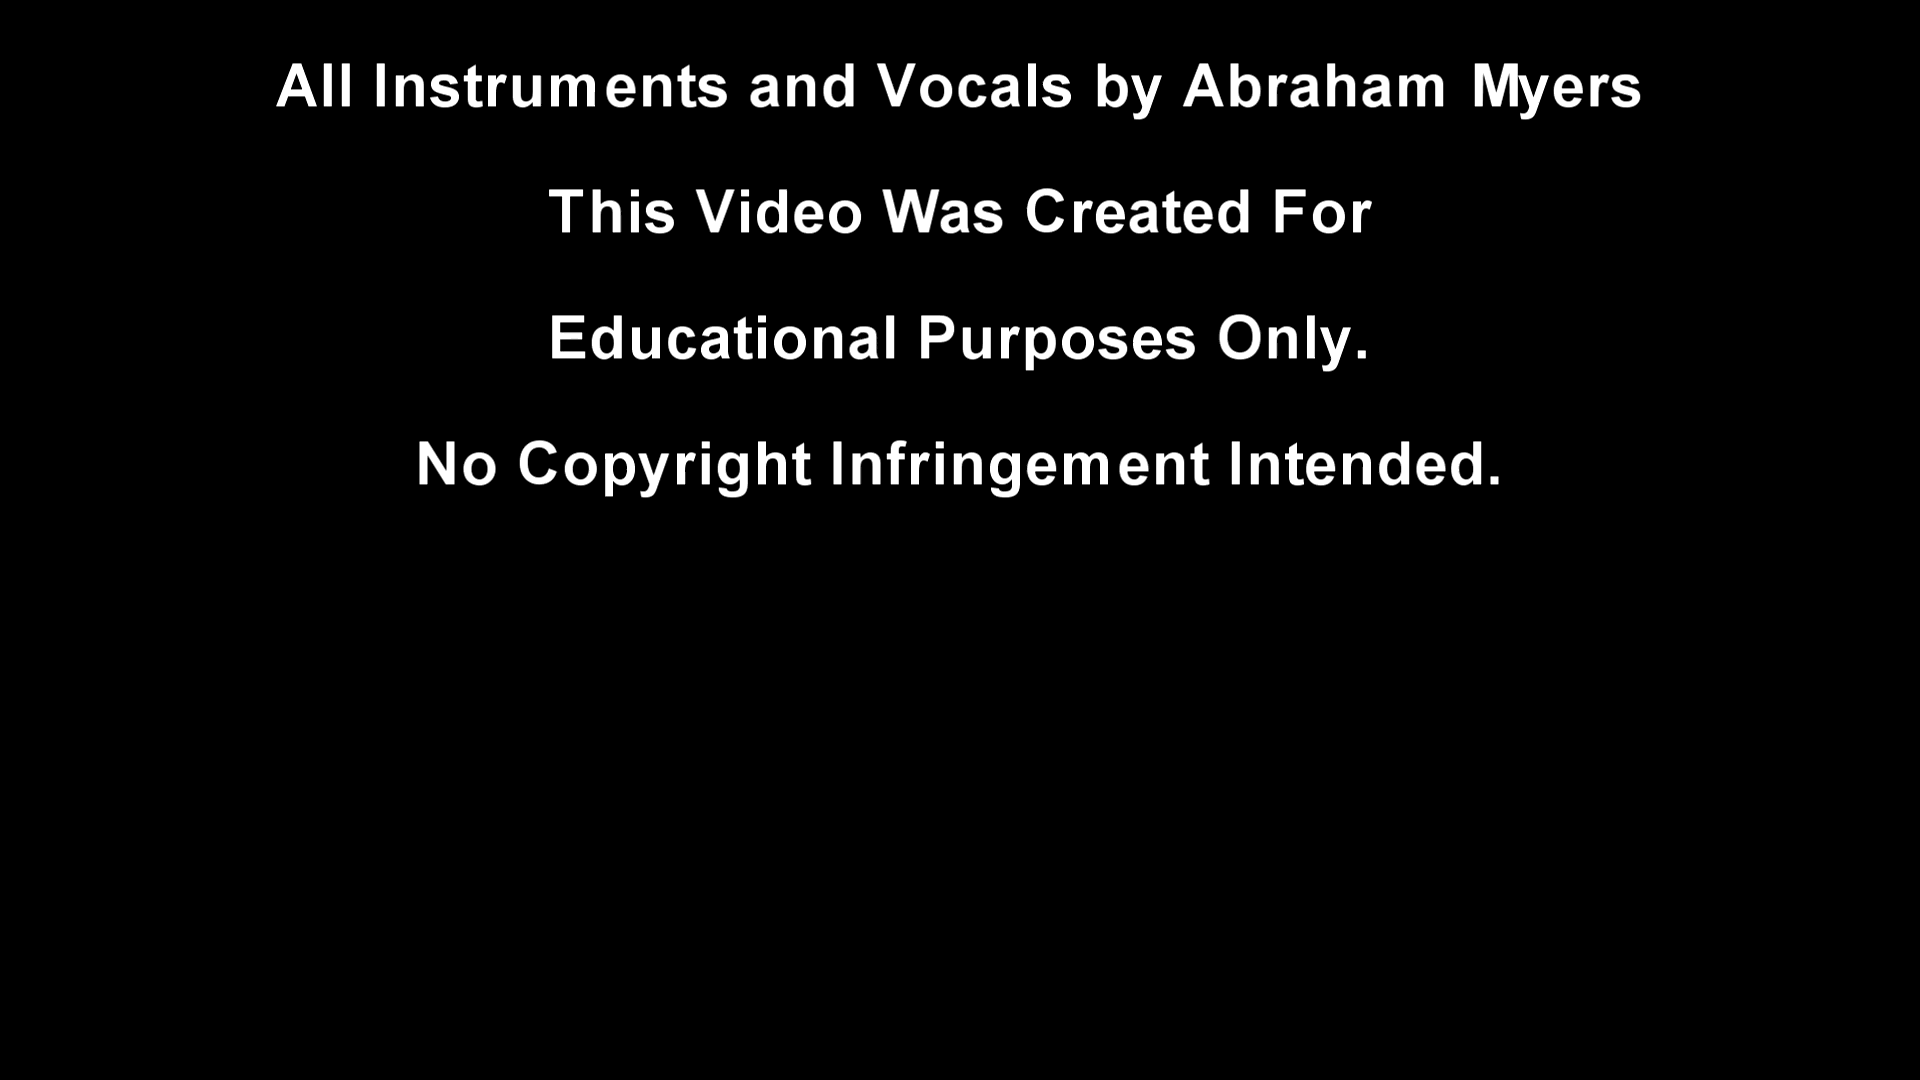 All Instruments and Vocals by Abraham Myers
This Video Was Created For
Educational Purposes Only.
No Copyright Infringement Intended.